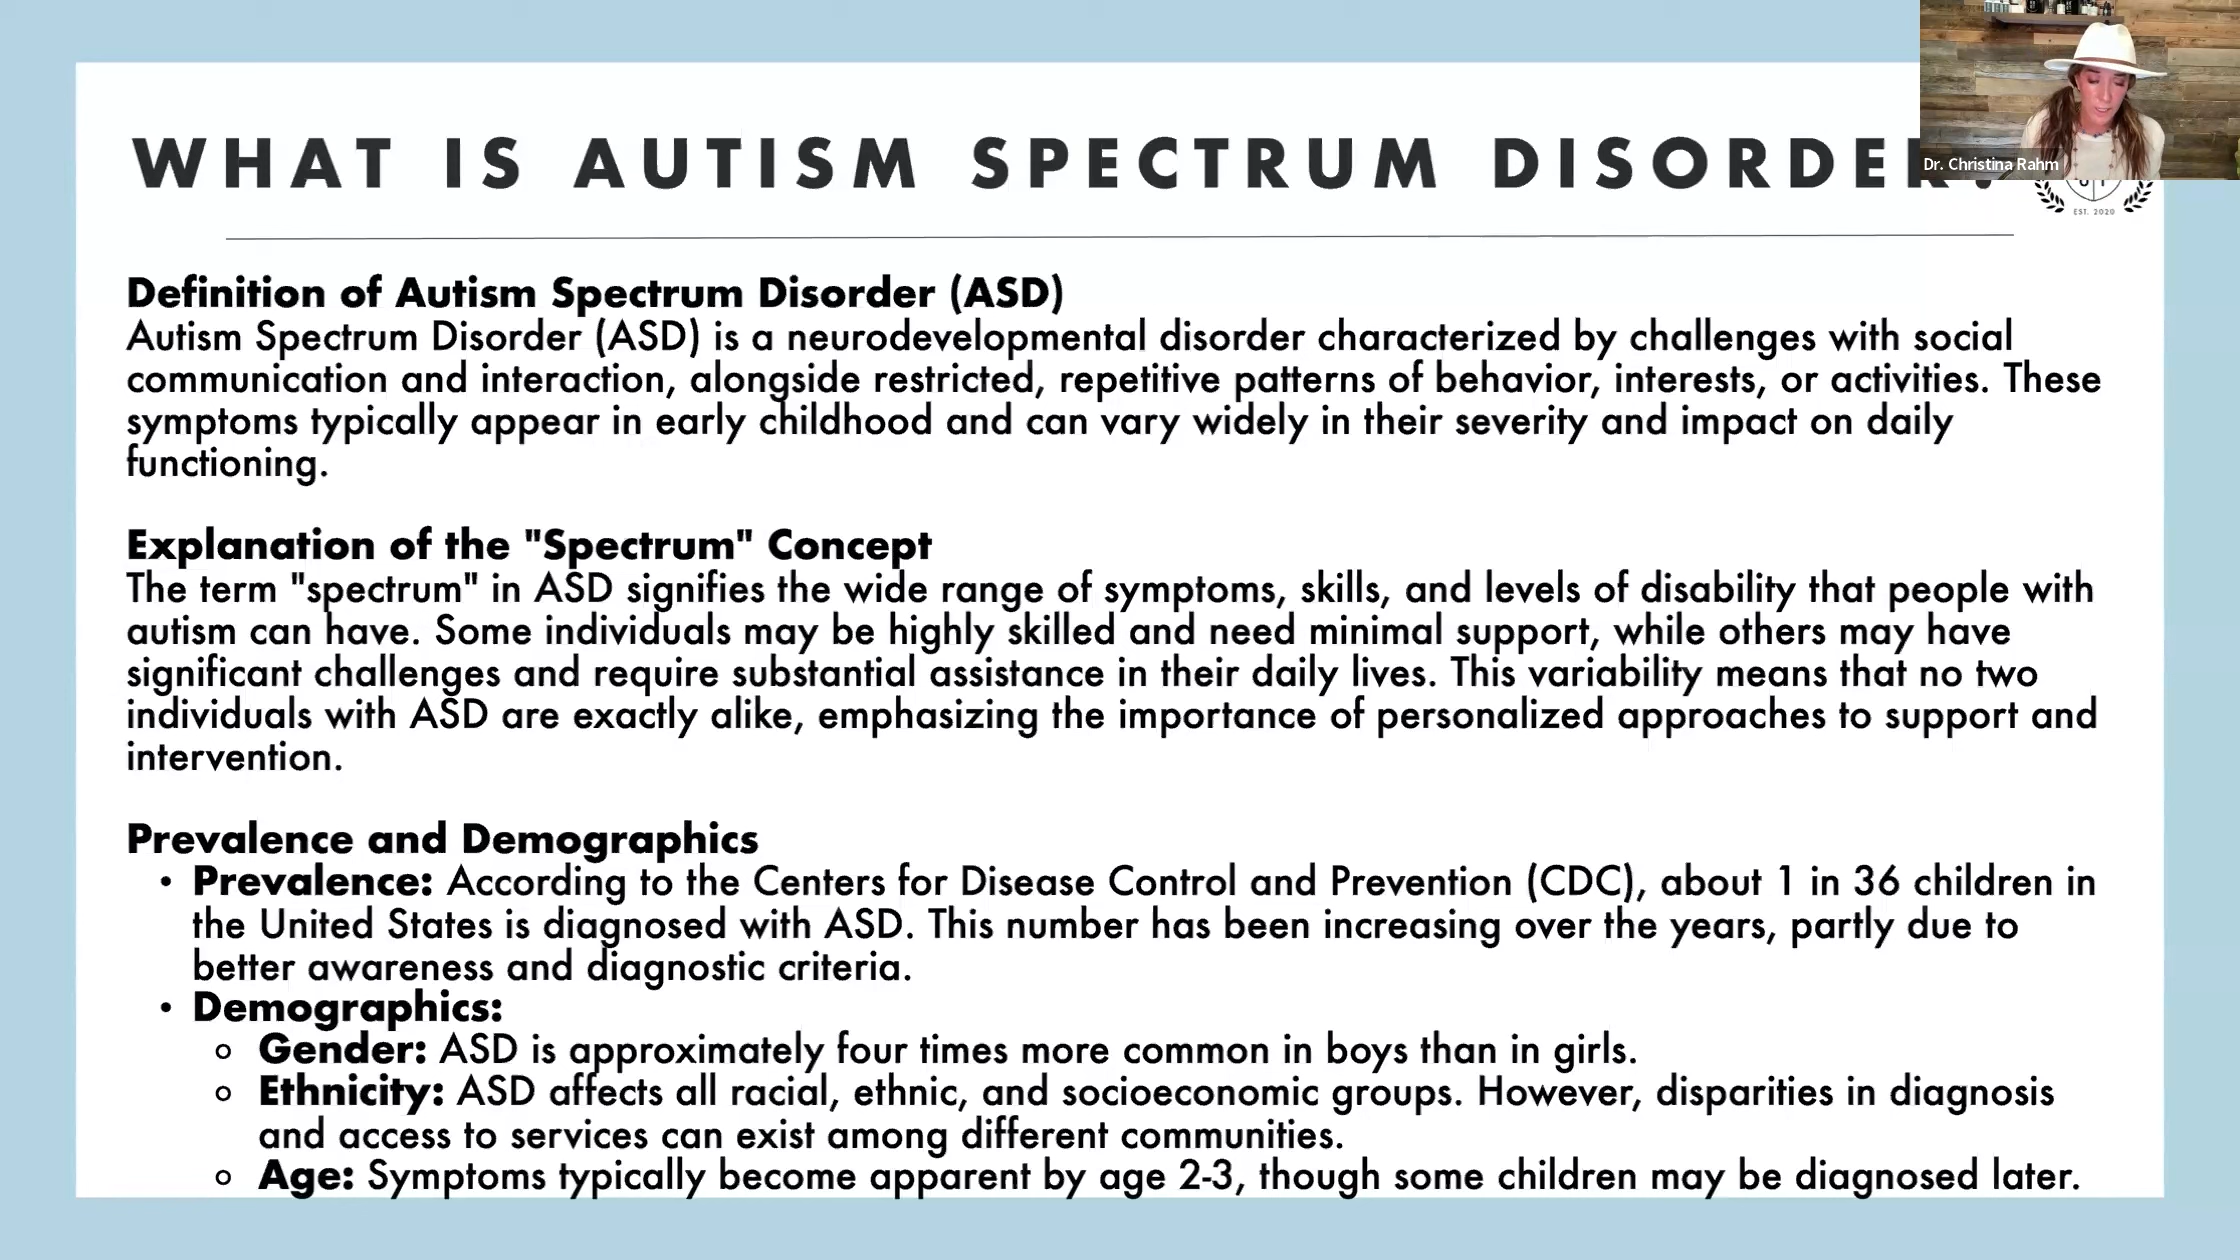 WHAT IS AUTISM SPECTRUM DISORDER?
Dr. Christina Rahm
EST. 2020
Definition of Autism Spectrum Disorder (ASD)
Autism Spectrum Disorder (ASD) is a neurodevelopmental disorder characterized by challenges with social
communication and interaction, alongside restricted, repetitive patterns of behavior, interests, or activities. These
symptoms typically appear in early childhood and can vary widely in their severity and impact on daily
functioning.
Explanation of the "Spectrum" Concept
The term "spectrum" in ASD signifies the wide range of symptoms, skills, and levels of disability that people with
autism can have. Some individuals may be highly skilled and need minimal support, while others may have
significant challenges and require substantial assistance in their daily lives. This variability means that no two
individuals with ASD are exactly alike, emphasizing the importance of personalized approaches to support and
intervention.
Prevalence and Demographics
• Prevalence: According to the Centers for Disease Control and Prevention (CDC), about 1 in 36 children in
the United States is diagnosed with ASD. This number has been increasing over the years, partly due to
better awareness and diagnostic criteria.
• Demographics:
○ Gender: ASD is approximately four times more common in boys than in girls.
○ Ethnicity: ASD affects all racial, ethnic, and socioeconomic groups. However, disparities in diagnosis
and access to services can exist among different communities.
○ Age: Symptoms typically become apparent by age 2-3, though some children may be diagnosed later.